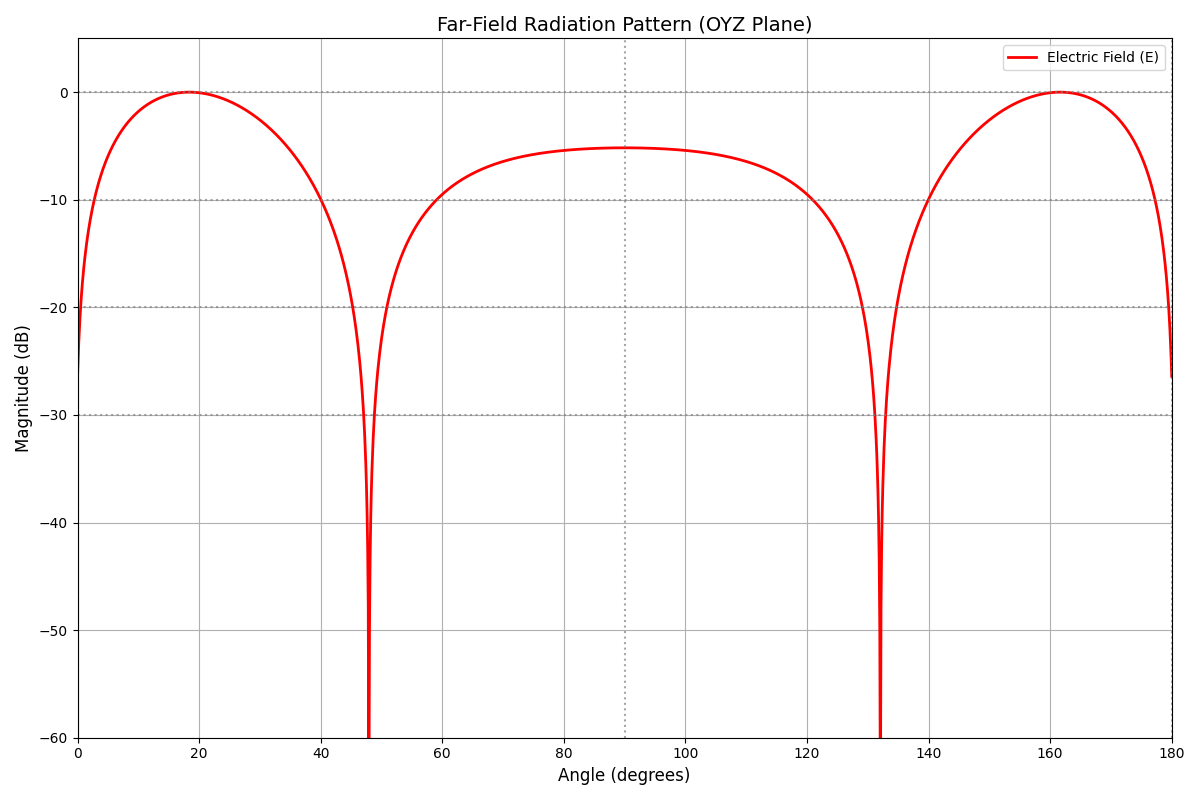 Far-Field Radiation Pattern (OYZ Plane)
Electric Field (E)
Magnitude (dB)
0
−10
−20
−30
−40
−50
−60
0 20 40 60 80 100 120 140 160 180
Angle (degrees)